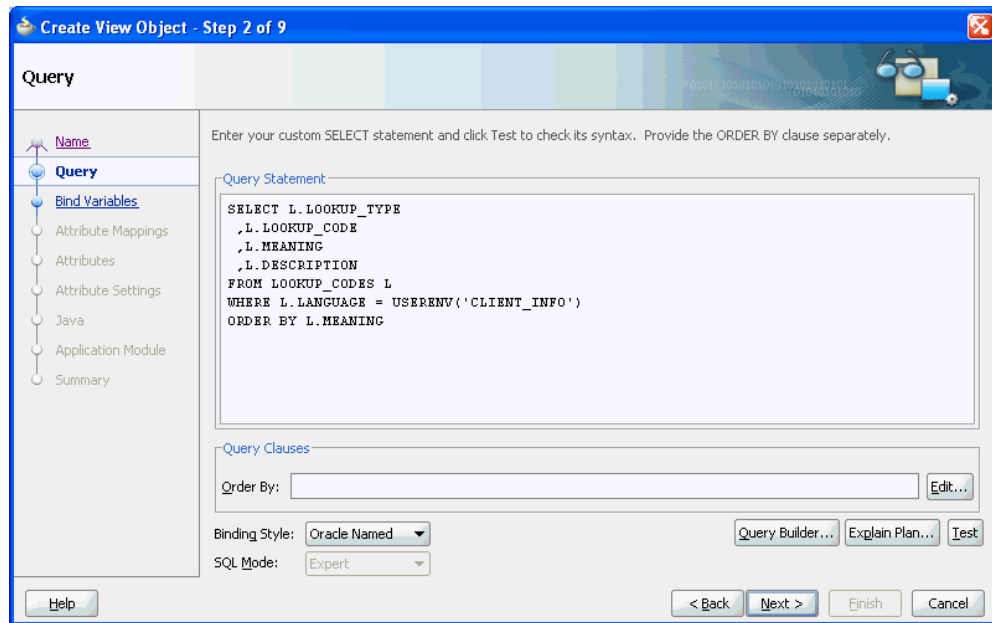 Create View Object - Step 2 of 9
Query
Name
Query
Bind Variables
Attribute Mappings
Attributes
Attribute Settings
Java
Application Module
Summary
Enter your custom SELECT statement and click Test to check its syntax. Provide the ORDER BY clause separately.
Query Statement
SELECT L.LOOKUP_TYPE
,L.LOOKUP_CODE
,L.MEANING
,L.DESCRIPTION
FROM LOOKUP_CODES L
WHERE L.LANGUAGE = USERENV('CLIENT_INFO')
ORDER BY L.MEANING
Query Clauses
Order By:
Edit...
Binding Style: Oracle Named
Query Builder... Explain Plan... Test
SQL Mode: Expert
Help < Back Next > Finish Cancel